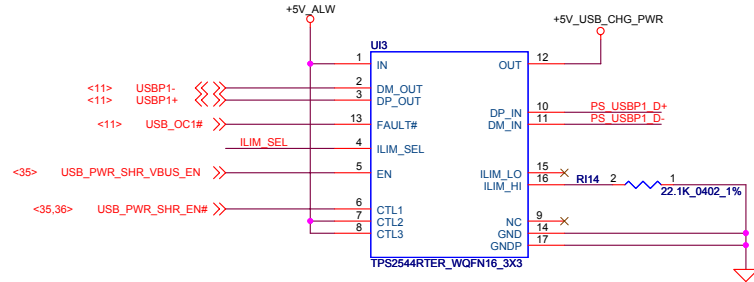 +5V_ALW
+5V_USB_CHG_PWR
UI3
1 IN OUT 12
<11> USBP1- 2 DM_OUT
<11> USBP1+ 3 DP_OUT
DP_IN 10 PS_USBP1_D+
DM_IN 11 PS_USBP1_D-
<11> USB_OC1# 13 FAULT#
ILIM_SEL 4 ILIM_SEL
<35> USB_PWR_SHR_VBUS_EN 5 EN
ILIM_LO 15
ILIM_HI 16 RI14 2 1
22.1K_0402_1%
<35,36> USB_PWR_SHR_EN# 6 CTL1
7 CTL2
8 CTL3
NC 9
GND 14
GNDP 17
TPS2544RTER_WQFN16_3X3